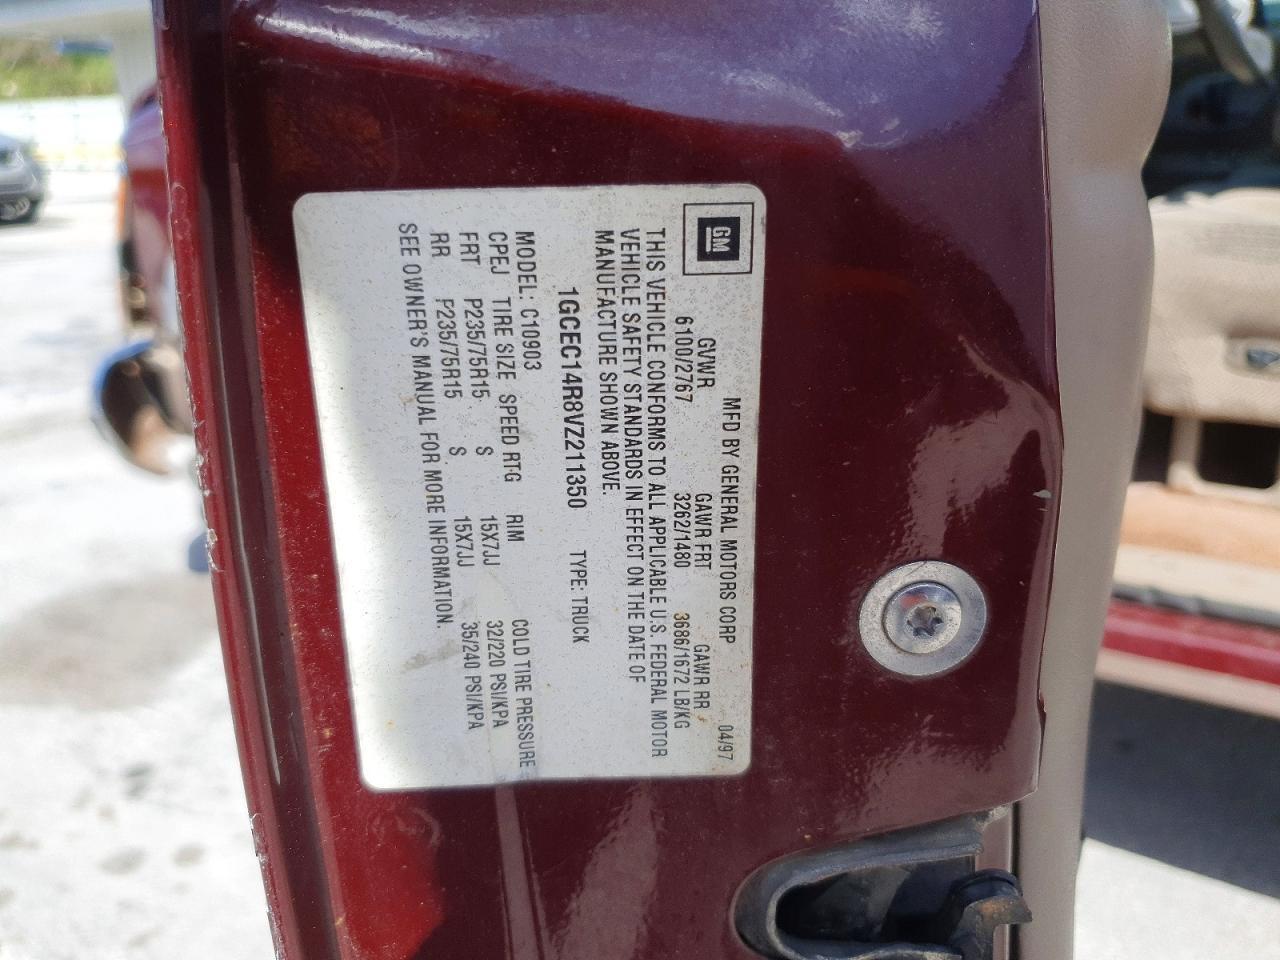 GM
MFD BY GENERAL MOTORS CORP 04/97
GVWR GAWR FRT GAWR RR
6100/2767 3262/1480 3686/1672 LB/KG
THIS VEHICLE CONFORMS TO ALL APPLICABLE U.S. FEDERAL MOTOR
VEHICLE SAFETY STANDARDS IN EFFECT ON THE DATE OF
MANUFACTURE SHOWN ABOVE.
1GCEC14R8VZ211350 TYPE: TRUCK
MODEL: C10903
CPEJ TIRE SIZE SPEED RTG RIM COLD TIRE PRESSURE
FRT P235/75R15 S 15X7JJ 32/220 PSI/KPA
RR P235/75R15 S 15X7JJ 35/240 PSI/KPA
SEE OWNER'S MANUAL FOR MORE INFORMATION.